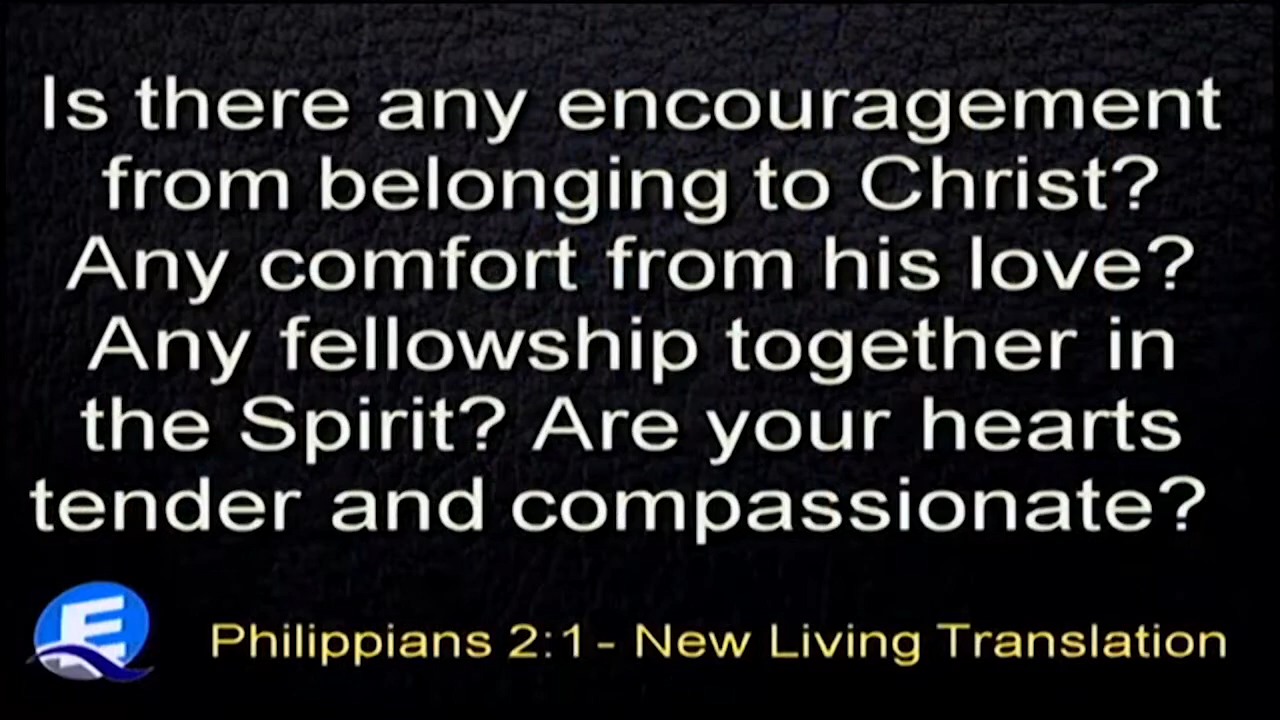 Is there any encouragement
from belonging to Christ?
Any comfort from his love?
Any fellowship together in
the Spirit? Are your hearts
tender and compassionate?
E
Philippians 2:1- New Living Translation